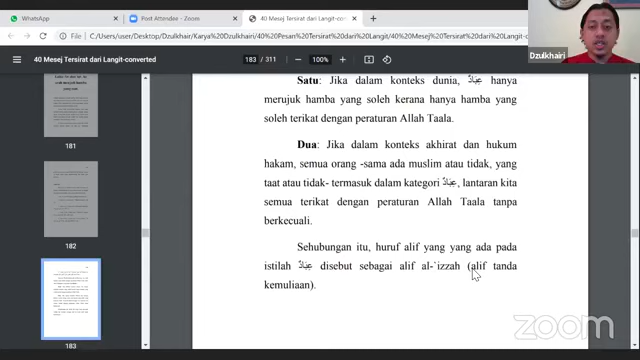 WhatsApp
Post Attendee - Zoom
40 Mesej Tersirat dari Langit-con
C:/Users/user/Desktop/Dzulkhair/Karya%20Dzulkhairi/40%20Pesan%20Tersirat%20dari%20Langit/40%20Mesej%20Tersirat%20dari%20Langit-converted
40 Mesej Tersirat dari Langit-converted
183 / 311
100%
Dzulkhairi
Satu: Jika dalam konteks dunia, عِبَادٌ hanya
merujuk hamba yang soleh kerana hanya hamba yang
soleh terikat dengan peraturan Allah Taala.
Dua: Jika dalam konteks akhirat dan hukum
hakam, semua orang -sama ada muslim atau tidak, yang
taat atau tidak- termasuk dalam kategori عِبَادٌ, lantaran kita
semua terikat dengan peraturan Allah Taala tanpa
berkecuali.
Sehubungan itu, huruf alif yang yang ada pada
istilah عِبَادٌ disebut sebagai alif al-`izzah (alif tanda
kemuliaan).
181
182
183
zoom